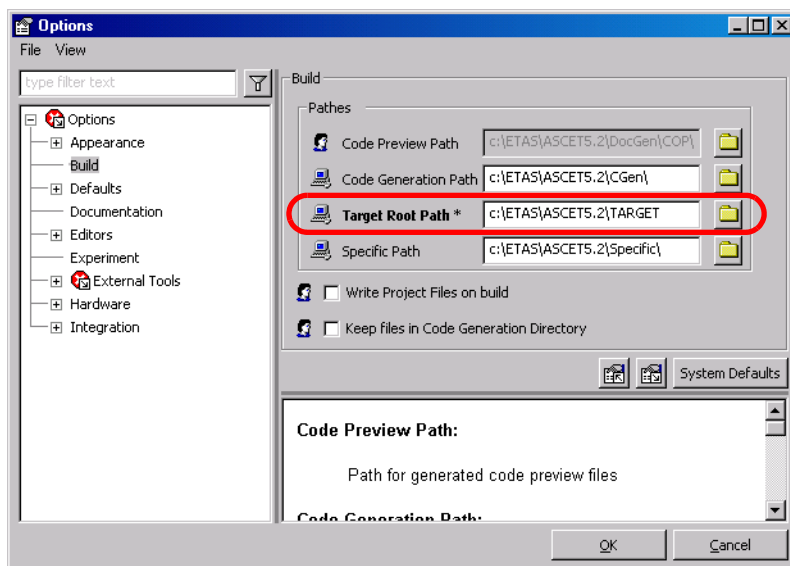 Options
File View
type filter text
Options
Appearance
Build
Defaults
Documentation
Editors
Experiment
External Tools
Hardware
Integration
Build
Pathes
Code Preview Path c:\ETAS\ASCET5.2\DocGen\COP\
Code Generation Path c:\ETAS\ASCET5.2\CGen\
Target Root Path * c:\ETAS\ASCET5.2\TARGET
Specific Path c:\ETAS\ASCET5.2\Specific\
Write Project Files on build
Keep files in Code Generation Directory
System Defaults
Code Preview Path:
Path for generated code preview files
Code Generation Path:
OK Cancel